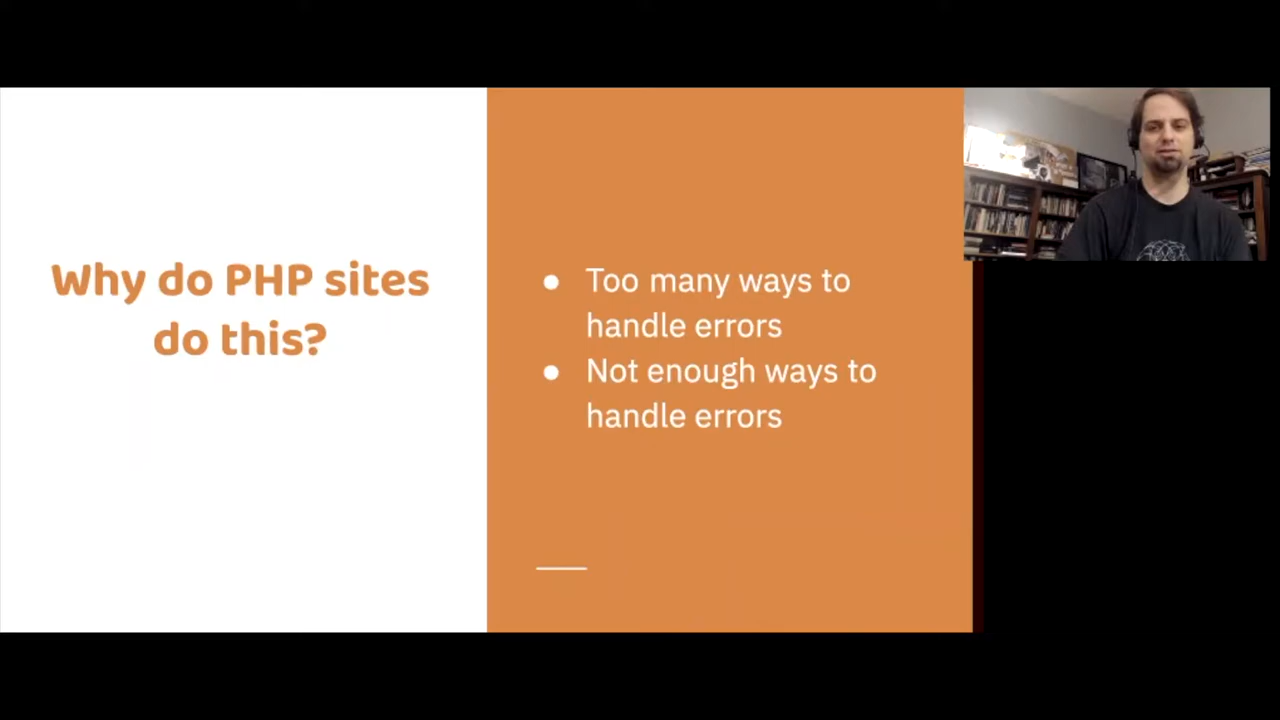 Why do PHP sites
do this?
● Too many ways to
handle errors
● Not enough ways to
handle errors